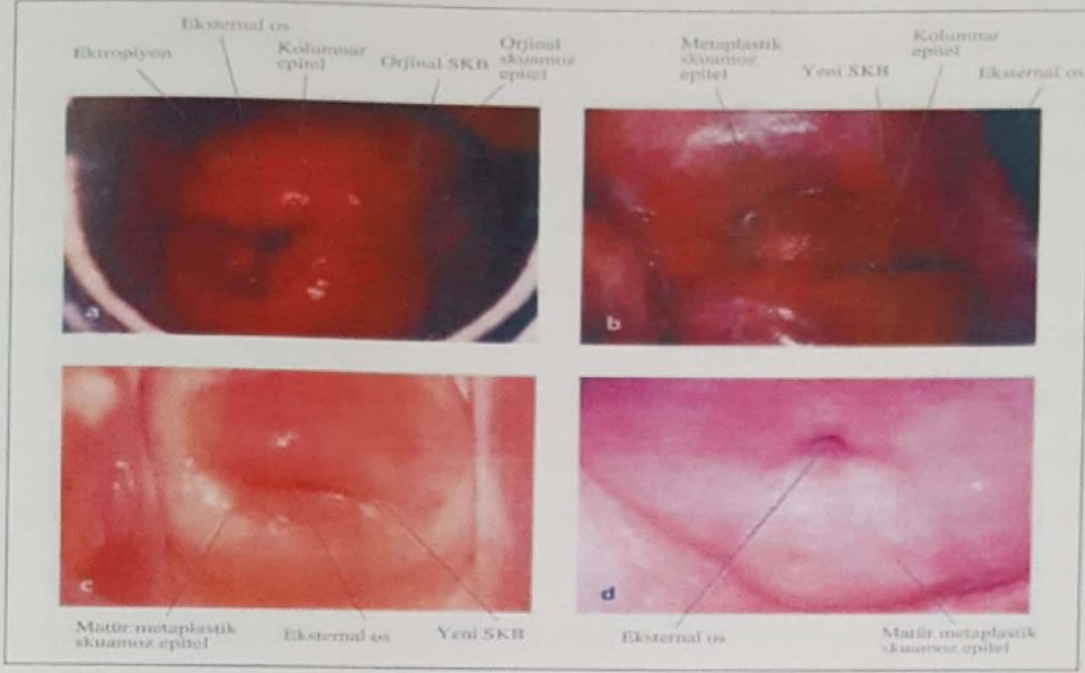 Eksternal os
Ektropiyon
Kolumnar
epitel
Orjinal SKB
Orjinal
skuamoz
epitel
Metaplastik
skuamoz
epitel
Yeni SKB
Kolumnar
epitel
Eksternal os
a
b
c
d
Matür metaplastik
skuamoz epitel
Eksternal os
Yeni SKB
Eksternal os
Matür metaplastik
skuamoz epitel